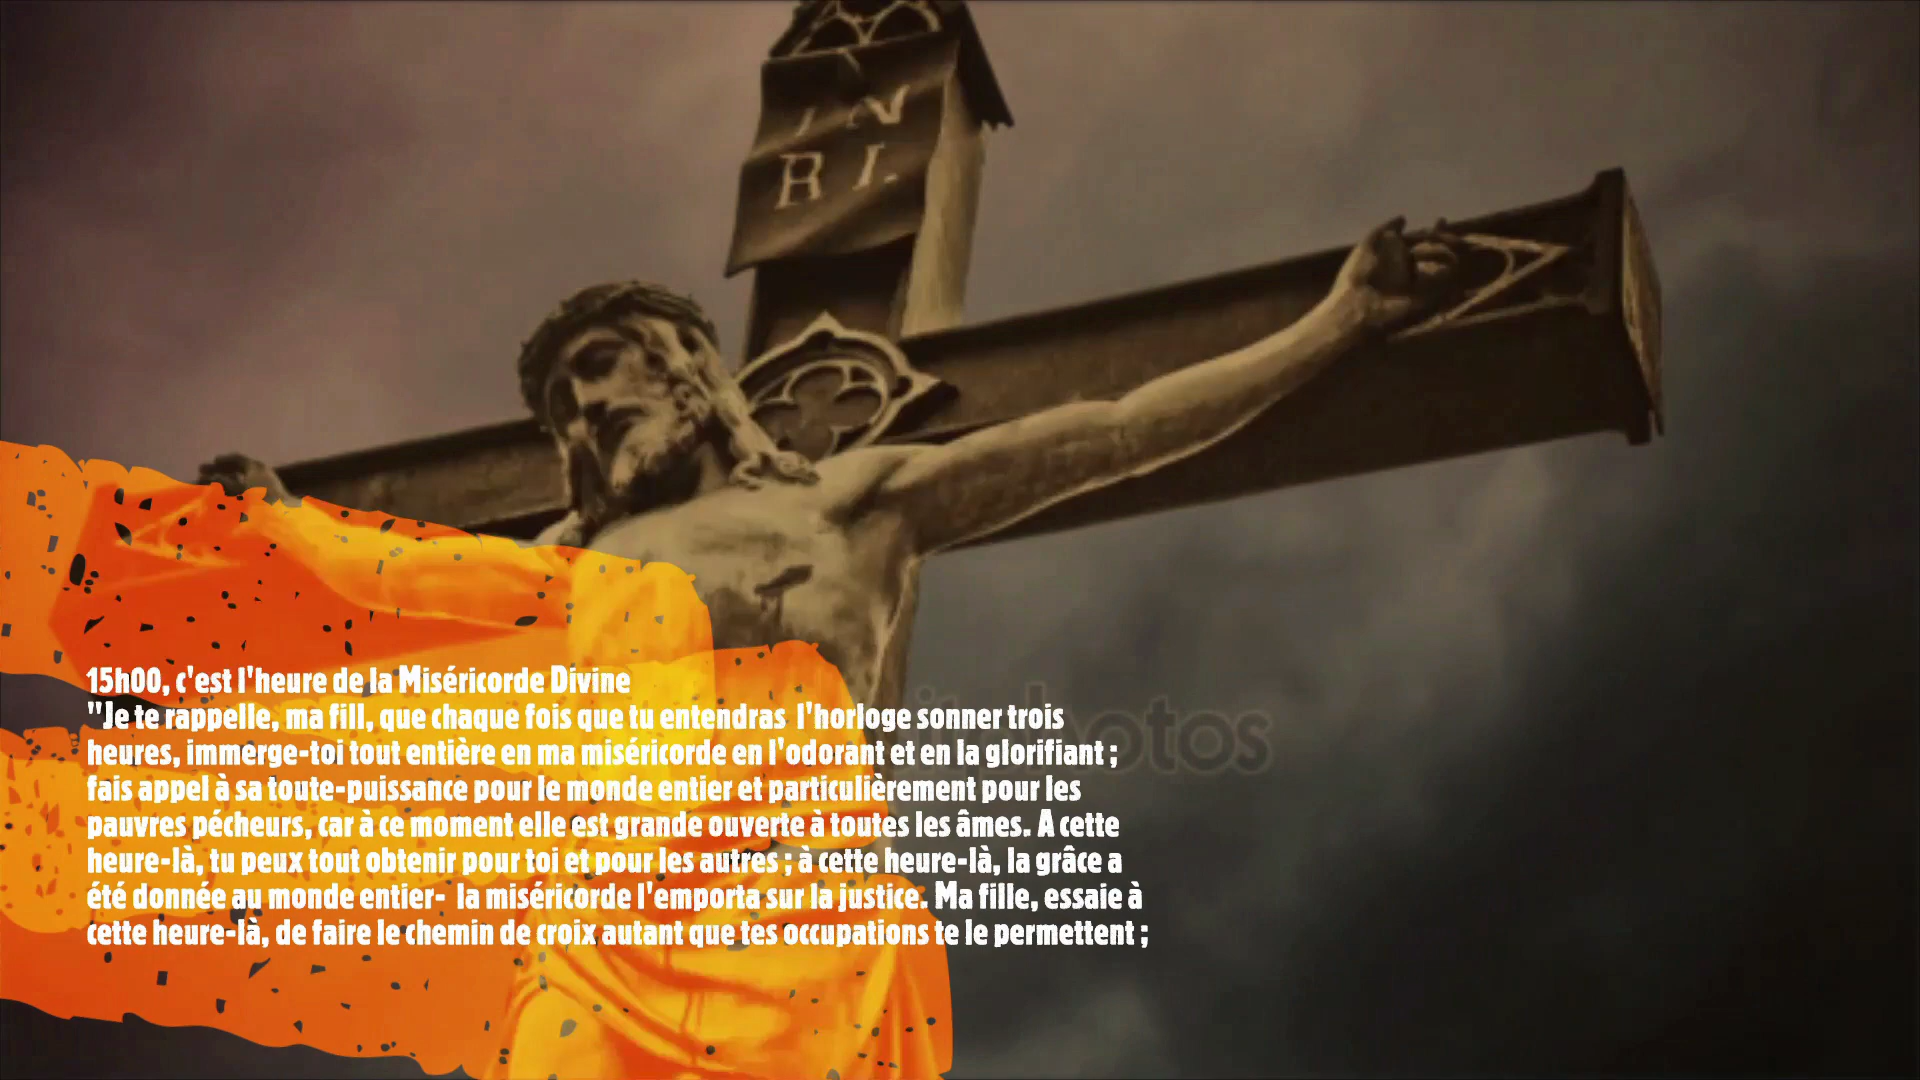 IN
RI.
15h00, c'est l'heure de la Miséricorde Divine
"Je te rappelle, ma fill, que chaque fois que tu entendras l'horloge sonner trois
heures, immerge-toi tout entière en ma miséricorde en l'odorant et en la glorifiant ;
fais appel à sa toute-puissance pour le monde entier et particulièrement pour les
pauvres pécheurs, car à ce moment elle est grande ouverte à toutes les âmes. A cette
heure-là, tu peux tout obtenir pour toi et pour les autres ; à cette heure-là, la grâce a
été donnée au monde entier- la miséricorde l'emporta sur la justice. Ma fille, essaie à
cette heure-là, de faire le chemin de croix autant que tes occupations te le permettent ;